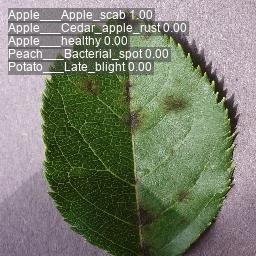 Apple___Apple_scab 1.00
Apple___Cedar_apple_rust 0.00
Apple___healthy 0.00
Peach___Bacterial_spot 0.00
Potato___Late_blight 0.00